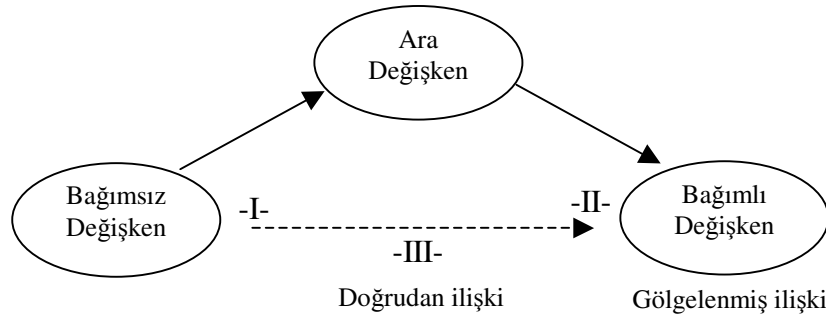 Ara
Değişken
Bağımsız
Değişken
-I-
-II-
Bağımlı
Değişken
-III-
Doğrudan ilişki
Gölgelenmiş ilişki